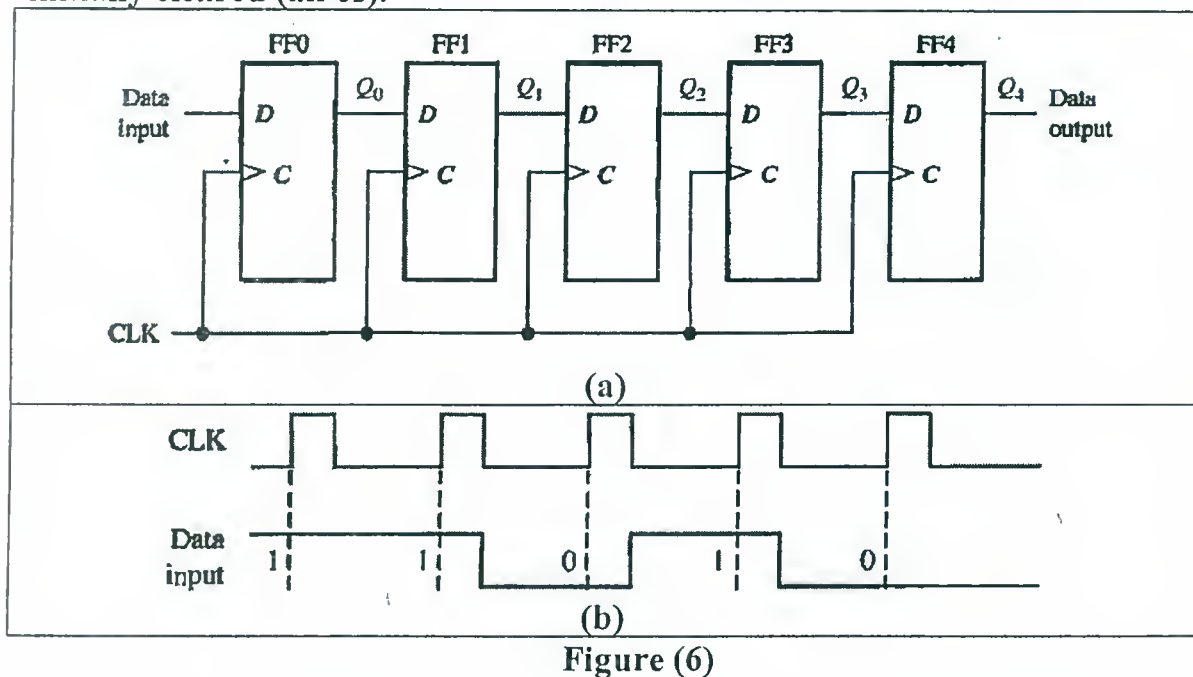 FF0 FF1 FF2 FF3 FF4
Data input D Q0 D Q1 D Q2 D Q3 D Q4 Data output
C C C C C
CLK
(a)
CLK
Data input 1 1 0 1 0
(b)
Figure (6)